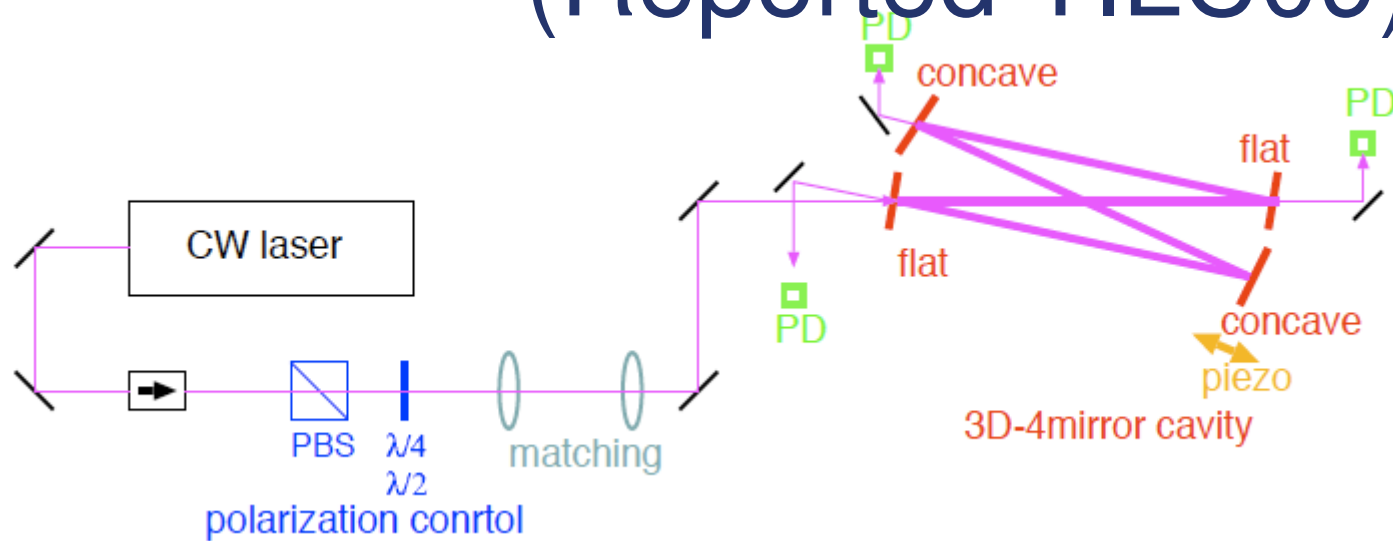 (Reported
PD
concave
PD
flat
CW laser
flat
PD
concave
piezo
3D-4mirror cavity
PBS
λ/4
matching
λ/2
polarization conrtol